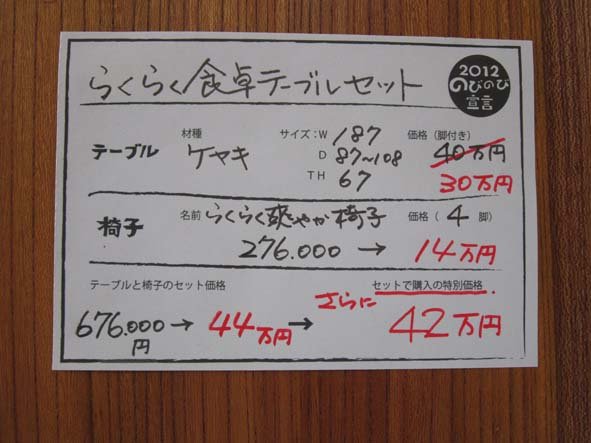 らくらく食卓テーブルセット
2012
のびのび
宣言
テーブル
材種
ケヤキ
サイズ:W 187
D 87~108
TH 67
価格(脚付き)
40万円
30万円
椅子
名前 らくらく爽やか椅子
価格( 4 脚)
276.000 → 14万円
テーブルと椅子のセット価格
セットで購入の特別価格
676.000円 → 44万円 → さらに 42万円